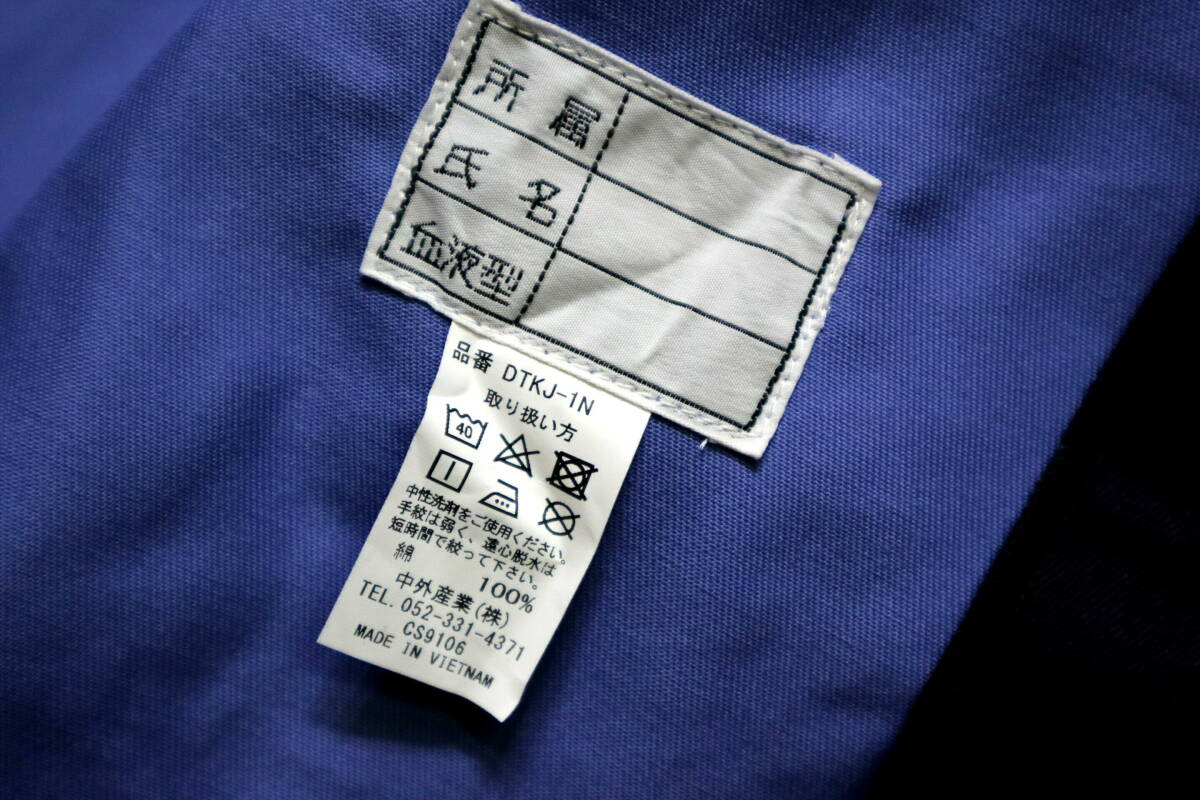 所属
氏名
血液型
品番 DTKJ-1N
取り扱い方
40
中性洗剤をご使用ください。
手絞は弱く、遠心脱水は
短時間で絞って下さい。
綿 100%
中外産業(株)
TEL. 052-331-4371
CS9106
MADE IN VIETNAM